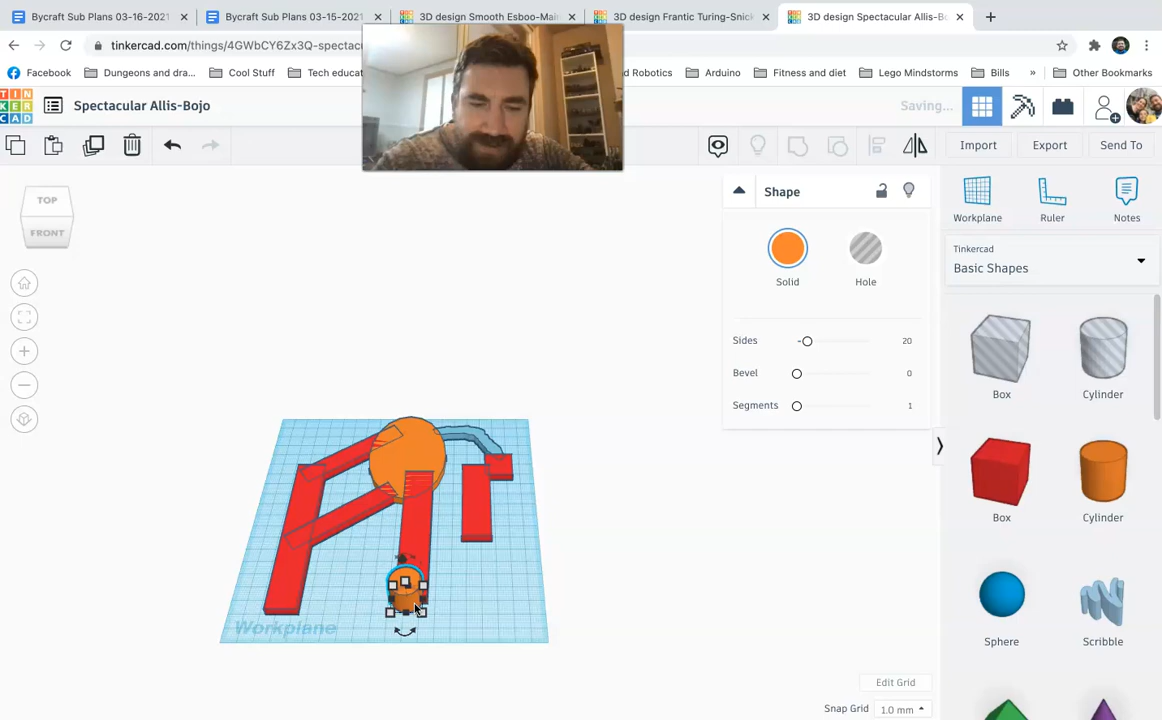 Bycraft Sub Plans 03-16-2021
Bycraft Sub Plans 03-15-2021
3D design Smooth Esboo-Mai
3D design Frantic Turing-Snick
3D design Spectacular Allis-Bo
tinkercad.com/things/4GWbCY6Zx3Q-spectac
Facebook
Dungeons and dra...
Cool Stuff
Tech educat
d Robotics
Arduino
Fitness and diet
Lego Mindstorms
Bills
»
Other Bookmarks
TIN
KER
CAD
Spectacular Allis-Bojo
Saving...
Import
Export
Send To
TOP
FRONT
Shape
Solid
Hole
Sides
20
Bevel
0
Segments
1
Workplane
Ruler
Notes
Tinkercad
Basic Shapes
Box
Cylinder
Box
Cylinder
Sphere
Scribble
Workplane
Edit Grid
Snap Grid
1.0 mm